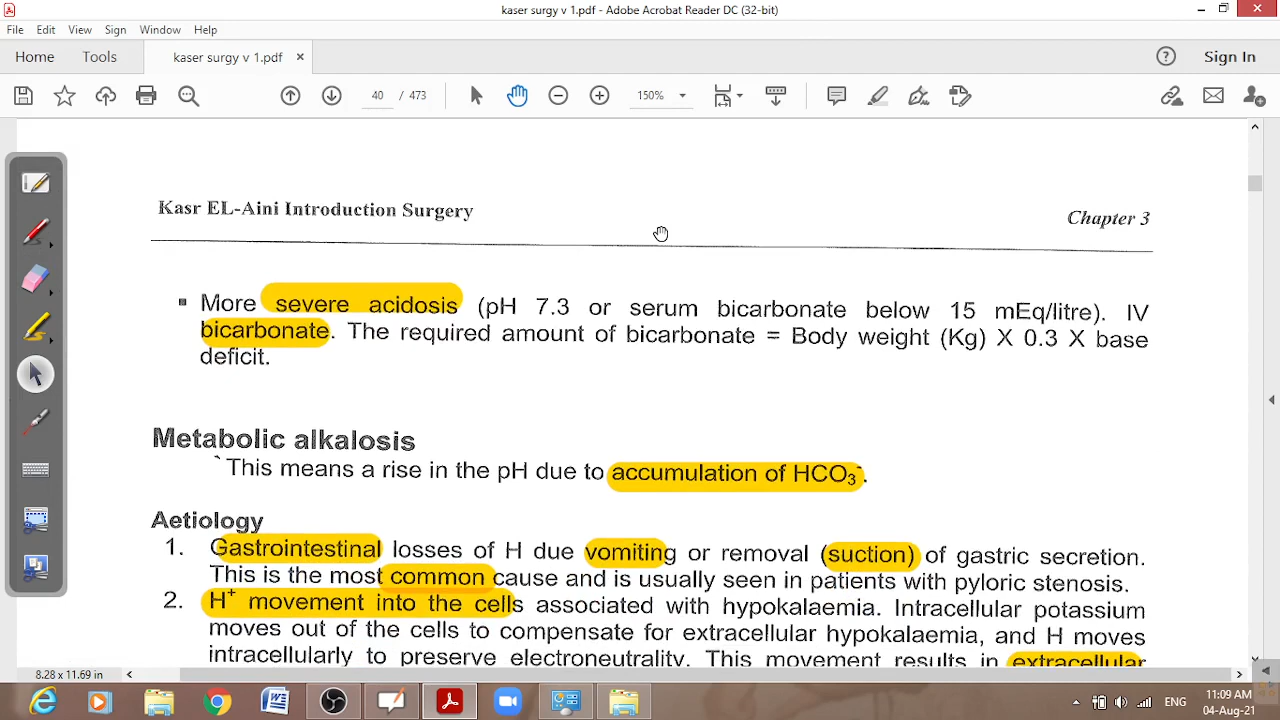 kaser surgy v 1.pdf - Adobe Acrobat Reader DC (32-bit)
File Edit View Sign Window Help
Home Tools kaser surgy v 1.pdf × ? Sign In
40 / 473 150%
Kasr EL-Aini Introduction Surgery Chapter 3
▪ More severe acidosis (pH 7.3 or serum bicarbonate below 15 mEq/litre). IV
bicarbonate. The required amount of bicarbonate = Body weight (Kg) X 0.3 X base
deficit.
Metabolic alkalosis
This means a rise in the pH due to accumulation of HCO₃⁻.
Aetiology
1. Gastrointestinal losses of H due vomiting or removal (suction) of gastric secretion.
This is the most common cause and is usually seen in patients with pyloric stenosis.
2. H⁺ movement into the cells associated with hypokalaemia. Intracellular potassium
moves out of the cells to compensate for extracellular hypokalaemia, and H moves
intracellularly to preserve electroneutrality. This movement results in extracellular
8.28 x 11.69 in
ENG 11:09 AM
04-Aug-21